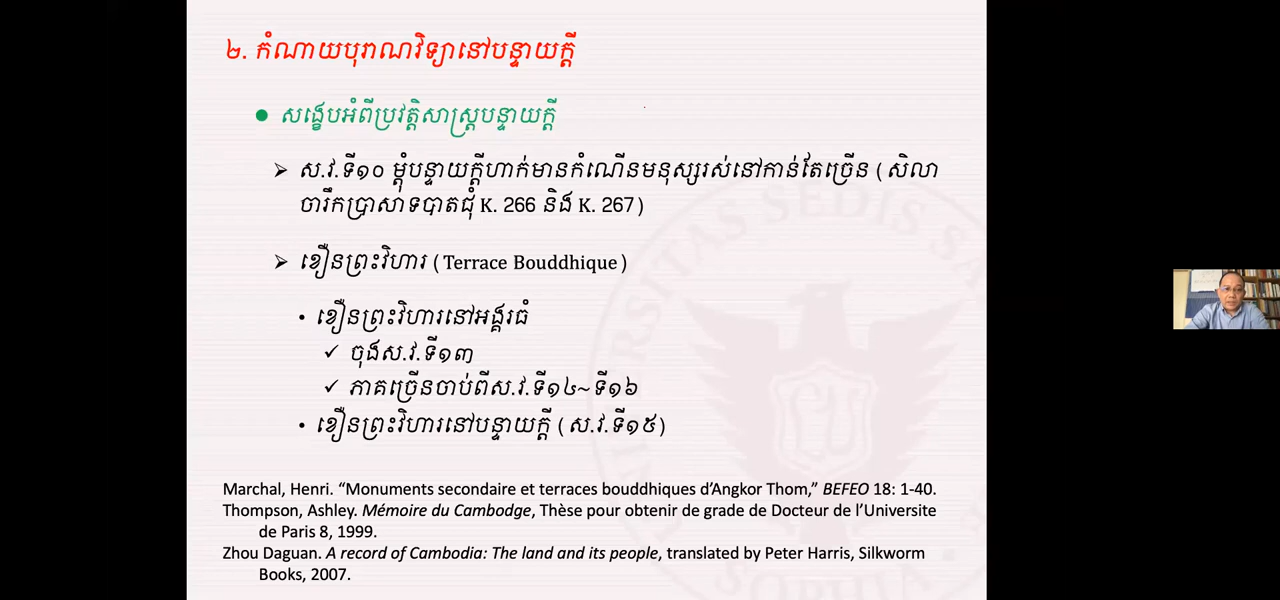 ២. កំណាយបុរាណវិទ្យានៅបន្ទាយក្ដី
● សង្ខេបអំពីប្រវត្តិសាស្ត្របន្ទាយក្ដី
➢ ស.វ.ទី១០ ម្ដុំបន្ទាយក្ដីហាក់មានកំណើនមនុស្សរស់នៅកាន់តែច្រើន (សិលា
ចារឹកប្រាសាទបាតជុំ K. 266 និង K. 267)
➢ ខឿនព្រះវិហារ (Terrace Bouddhique)
• ខឿនព្រះវិហារនៅអង្គរធំ
✓ ចុងស.វ.ទី១៣
✓ ភាគច្រើនចាប់ពីស.វ.ទី១៤~ទី១៦
• ខឿនព្រះវិហារនៅបន្ទាយក្ដី (ស.វ.ទី១៥)
Marchal, Henri. “Monuments secondaire et terraces bouddhiques d’Angkor Thom,” BEFEO 18: 1-40.
Thompson, Ashley. Mémoire du Cambodge, Thèse pour obtenir de grade de Docteur de l’Universite
de Paris 8, 1999.
Zhou Daguan. A record of Cambodia: The land and its people, translated by Peter Harris, Silkworm
Books, 2007.